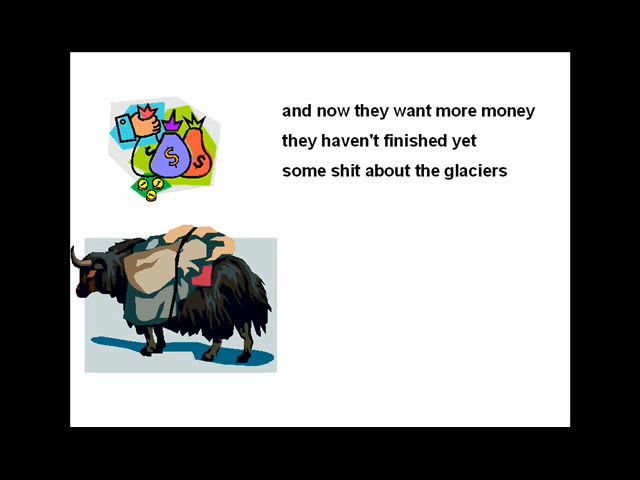 and now they want more money
they haven't finished yet
some shit about the glaciers